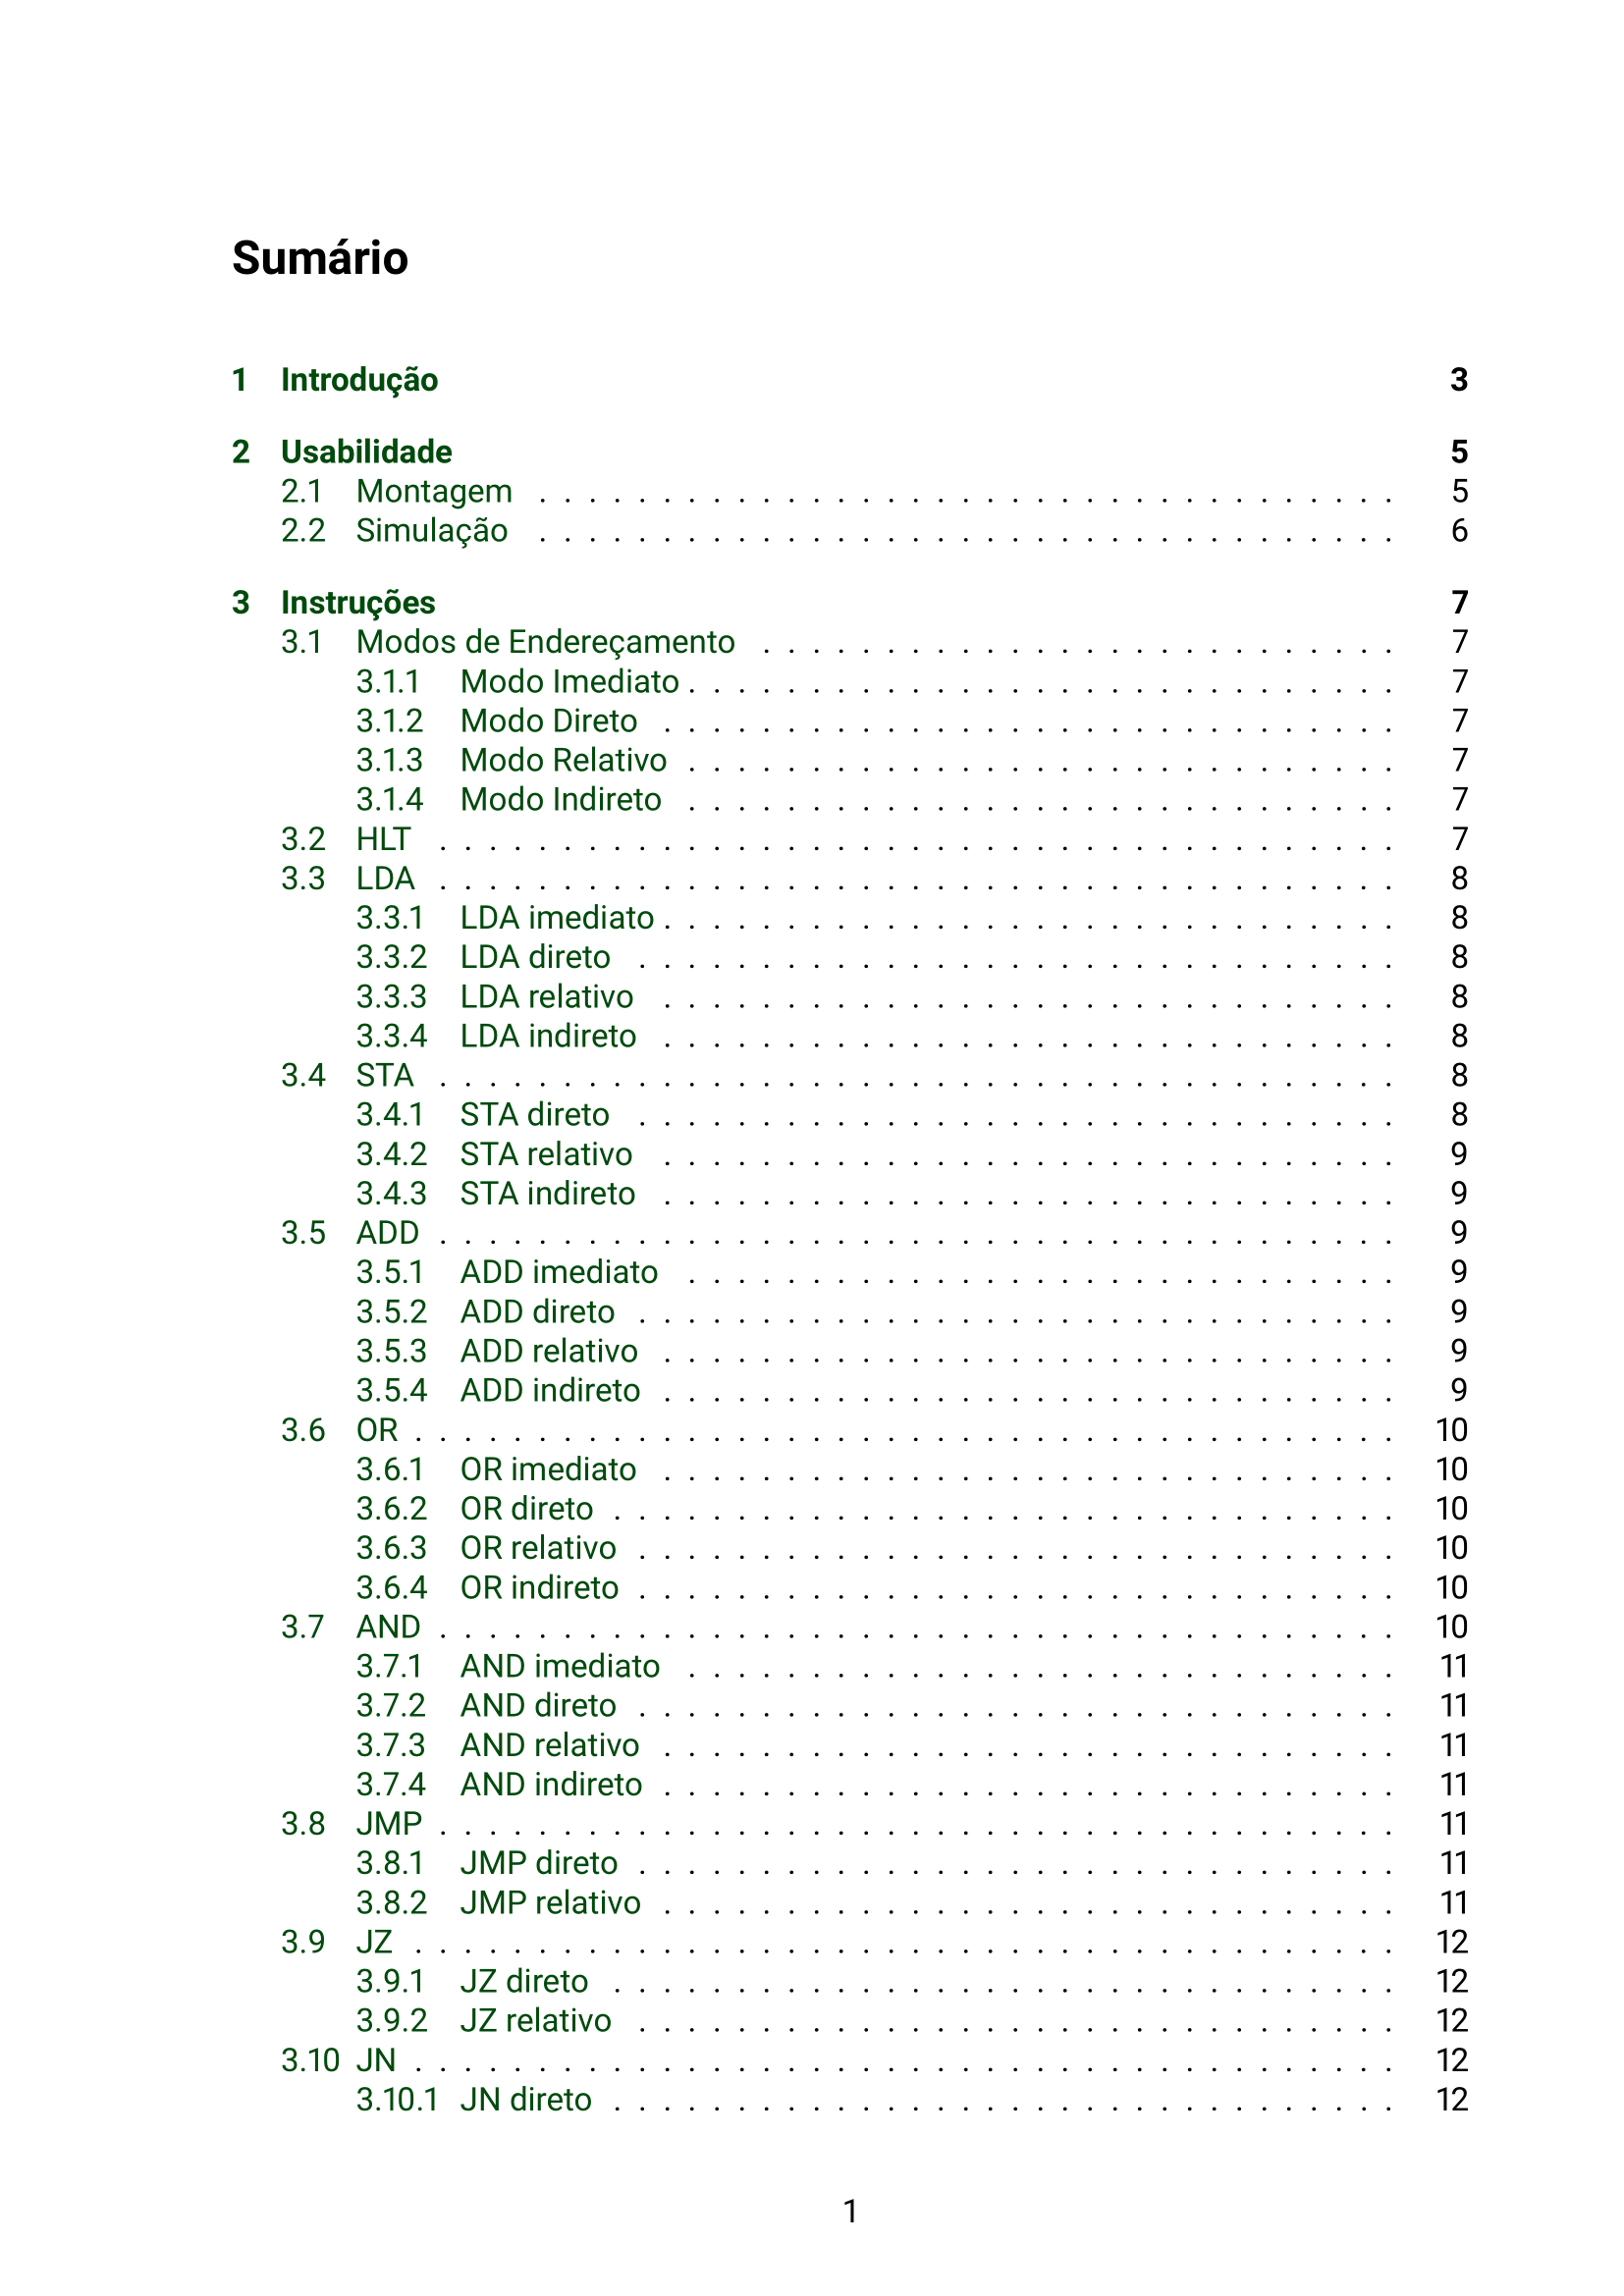 Sumário
1 Introdução 3
2 Usabilidade 5
2.1 Montagem . . . . . . . . . . . . . . . . . . . . . . . . . . . . . . . . . . . 5
2.2 Simulação . . . . . . . . . . . . . . . . . . . . . . . . . . . . . . . . . . . 6
3 Instruções 7
3.1 Modos de Endereçamento . . . . . . . . . . . . . . . . . . . . . . . . . . 7
3.1.1 Modo Imediato . . . . . . . . . . . . . . . . . . . . . . . . . . . . . 7
3.1.2 Modo Direto . . . . . . . . . . . . . . . . . . . . . . . . . . . . . . 7
3.1.3 Modo Relativo . . . . . . . . . . . . . . . . . . . . . . . . . . . . . 7
3.1.4 Modo Indireto . . . . . . . . . . . . . . . . . . . . . . . . . . . . . 7
3.2 HLT . . . . . . . . . . . . . . . . . . . . . . . . . . . . . . . . . . . . . . . 7
3.3 LDA . . . . . . . . . . . . . . . . . . . . . . . . . . . . . . . . . . . . . . . 8
3.3.1 LDA imediato . . . . . . . . . . . . . . . . . . . . . . . . . . . . . . 8
3.3.2 LDA direto . . . . . . . . . . . . . . . . . . . . . . . . . . . . . . . 8
3.3.3 LDA relativo . . . . . . . . . . . . . . . . . . . . . . . . . . . . . . 8
3.3.4 LDA indireto . . . . . . . . . . . . . . . . . . . . . . . . . . . . . . 8
3.4 STA . . . . . . . . . . . . . . . . . . . . . . . . . . . . . . . . . . . . . . . 8
3.4.1 STA direto . . . . . . . . . . . . . . . . . . . . . . . . . . . . . . . 8
3.4.2 STA relativo . . . . . . . . . . . . . . . . . . . . . . . . . . . . . . 9
3.4.3 STA indireto . . . . . . . . . . . . . . . . . . . . . . . . . . . . . . 9
3.5 ADD . . . . . . . . . . . . . . . . . . . . . . . . . . . . . . . . . . . . . . . 9
3.5.1 ADD imediato . . . . . . . . . . . . . . . . . . . . . . . . . . . . . 9
3.5.2 ADD direto . . . . . . . . . . . . . . . . . . . . . . . . . . . . . . . 9
3.5.3 ADD relativo . . . . . . . . . . . . . . . . . . . . . . . . . . . . . . 9
3.5.4 ADD indireto . . . . . . . . . . . . . . . . . . . . . . . . . . . . . . 9
3.6 OR . . . . . . . . . . . . . . . . . . . . . . . . . . . . . . . . . . . . . . . . 10
3.6.1 OR imediato . . . . . . . . . . . . . . . . . . . . . . . . . . . . . . 10
3.6.2 OR direto . . . . . . . . . . . . . . . . . . . . . . . . . . . . . . . . 10
3.6.3 OR relativo . . . . . . . . . . . . . . . . . . . . . . . . . . . . . . . 10
3.6.4 OR indireto . . . . . . . . . . . . . . . . . . . . . . . . . . . . . . . 10
3.7 AND . . . . . . . . . . . . . . . . . . . . . . . . . . . . . . . . . . . . . . . 10
3.7.1 AND imediato . . . . . . . . . . . . . . . . . . . . . . . . . . . . . 11
3.7.2 AND direto . . . . . . . . . . . . . . . . . . . . . . . . . . . . . . . 11
3.7.3 AND relativo . . . . . . . . . . . . . . . . . . . . . . . . . . . . . . 11
3.7.4 AND indireto . . . . . . . . . . . . . . . . . . . . . . . . . . . . . . 11
3.8 JMP . . . . . . . . . . . . . . . . . . . . . . . . . . . . . . . . . . . . . . . 11
3.8.1 JMP direto . . . . . . . . . . . . . . . . . . . . . . . . . . . . . . . 11
3.8.2 JMP relativo . . . . . . . . . . . . . . . . . . . . . . . . . . . . . . 11
3.9 JZ . . . . . . . . . . . . . . . . . . . . . . . . . . . . . . . . . . . . . . . . 12
3.9.1 JZ direto . . . . . . . . . . . . . . . . . . . . . . . . . . . . . . . . 12
3.9.2 JZ relativo . . . . . . . . . . . . . . . . . . . . . . . . . . . . . . . 12
3.10 JN . . . . . . . . . . . . . . . . . . . . . . . . . . . . . . . . . . . . . . . . 12
3.10.1 JN direto . . . . . . . . . . . . . . . . . . . . . . . . . . . . . . . . 12
1